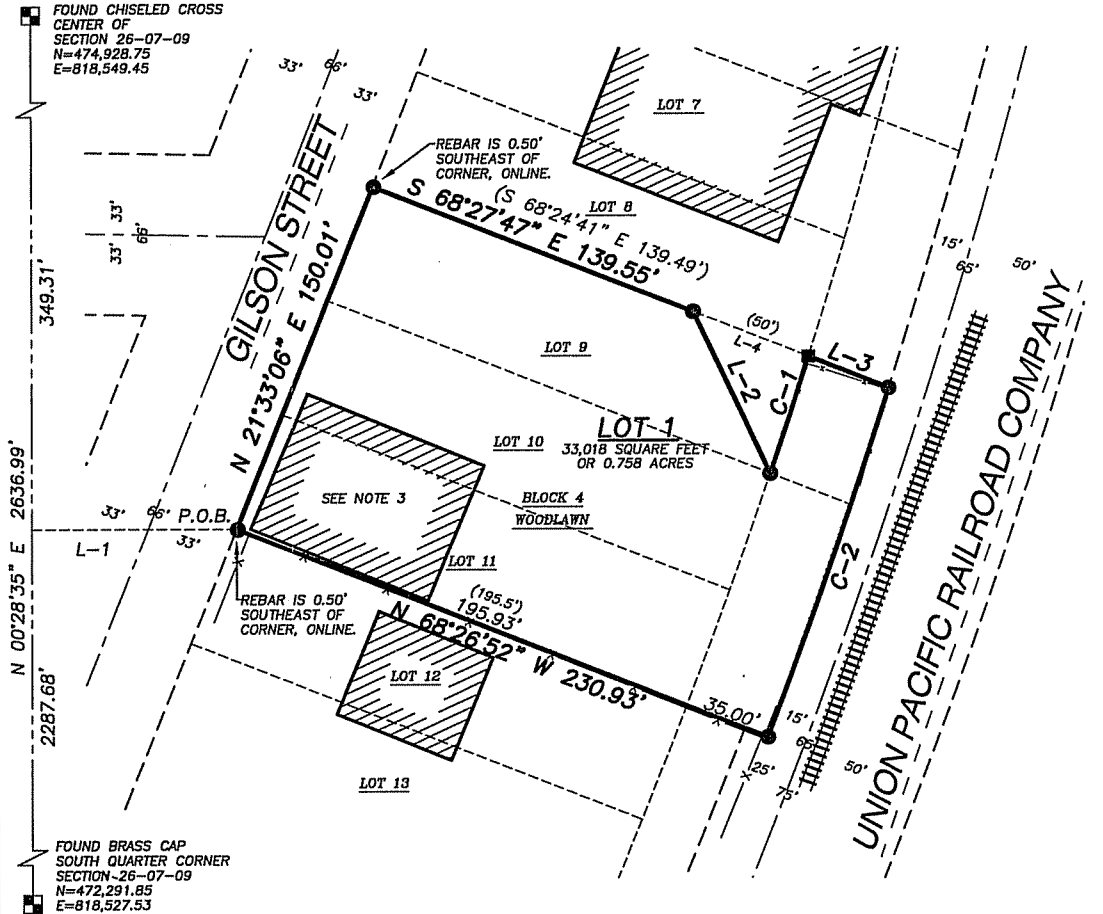 FOUND CHISELED CROSS
CENTER OF
SECTION 26-07-09
N=474,928.75
E=818,549.45
33'
66'
33'
LOT 7
REBAR IS 0.50'
SOUTHEAST OF
CORNER, ONLINE.
GILSON STREET
S 68°27'47" E 139.55'
(S 68°24'41" E 139.49')
LOT 8
33'
66'
33'
15'
65'
50'
349.31'
N 21°33'06" E 150.01'
(50')
L-4
L-3
LOT 9
L-2
C-1
LOT 1
33,018 SQUARE FEET
OR 0.758 ACRES
LOT 10
SEE NOTE 3
BLOCK 4
WOODLAWN
UNION PACIFIC RAILROAD COMPANY
N 00°28'35" E 2636.99'
33'
66'
P.O.B.
33'
L-1
LOT 11
C-2
REBAR IS 0.50'
SOUTHEAST OF
CORNER, ONLINE.
(195.5')
195.93'
N 68°26'52" W 230.93'
LOT 12
35.00'
15'
65'
50'
25'
75'
2287.68'
LOT 13
FOUND BRASS CAP
SOUTH QUARTER CORNER
SECTION-26-07-09
N=472,291.85
E=818,527.53